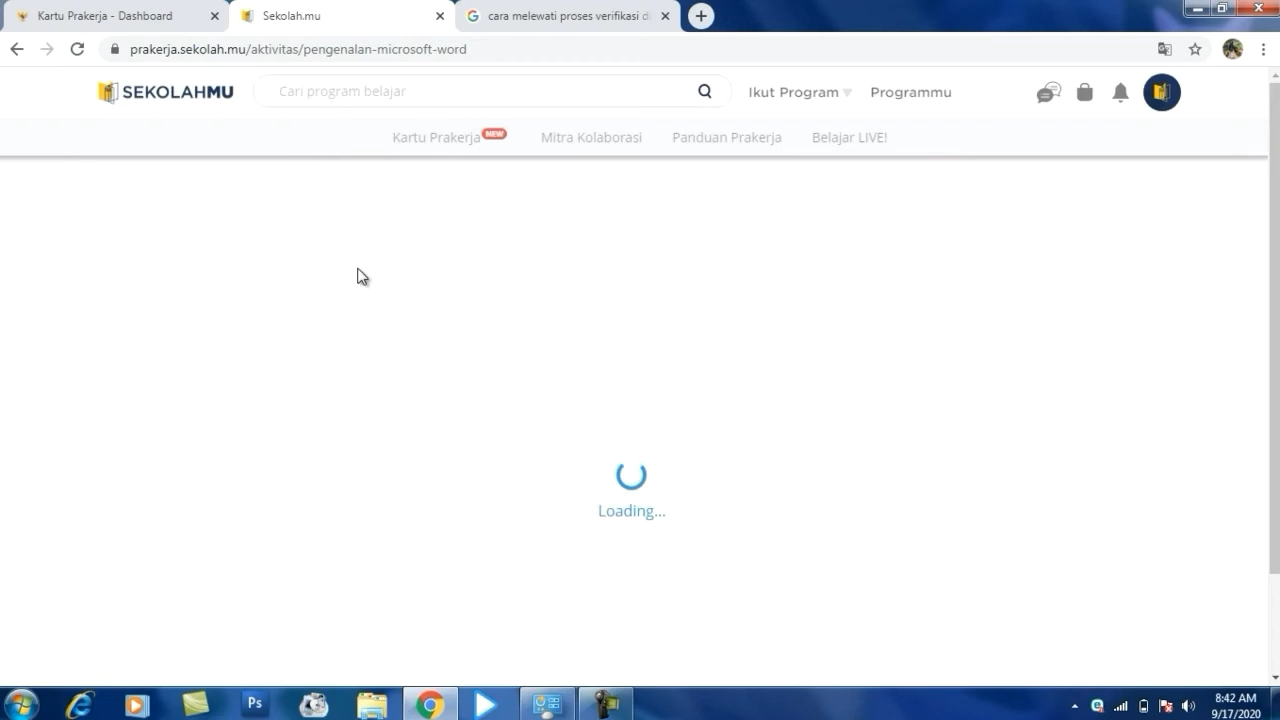 Kartu Prakerja - Dashboard
Sekolah.mu
cara melewati proses verifikasi di
prakerja.sekolah.mu/aktivitas/pengenalan-microsoft-word
SEKOLAHMU
Cari program belajar
Ikut Program
Programmu
Kartu Prakerja NEW
Mitra Kolaborasi
Panduan Prakerja
Belajar LIVE!
Loading...
Ps
8:42 AM
9/17/2020